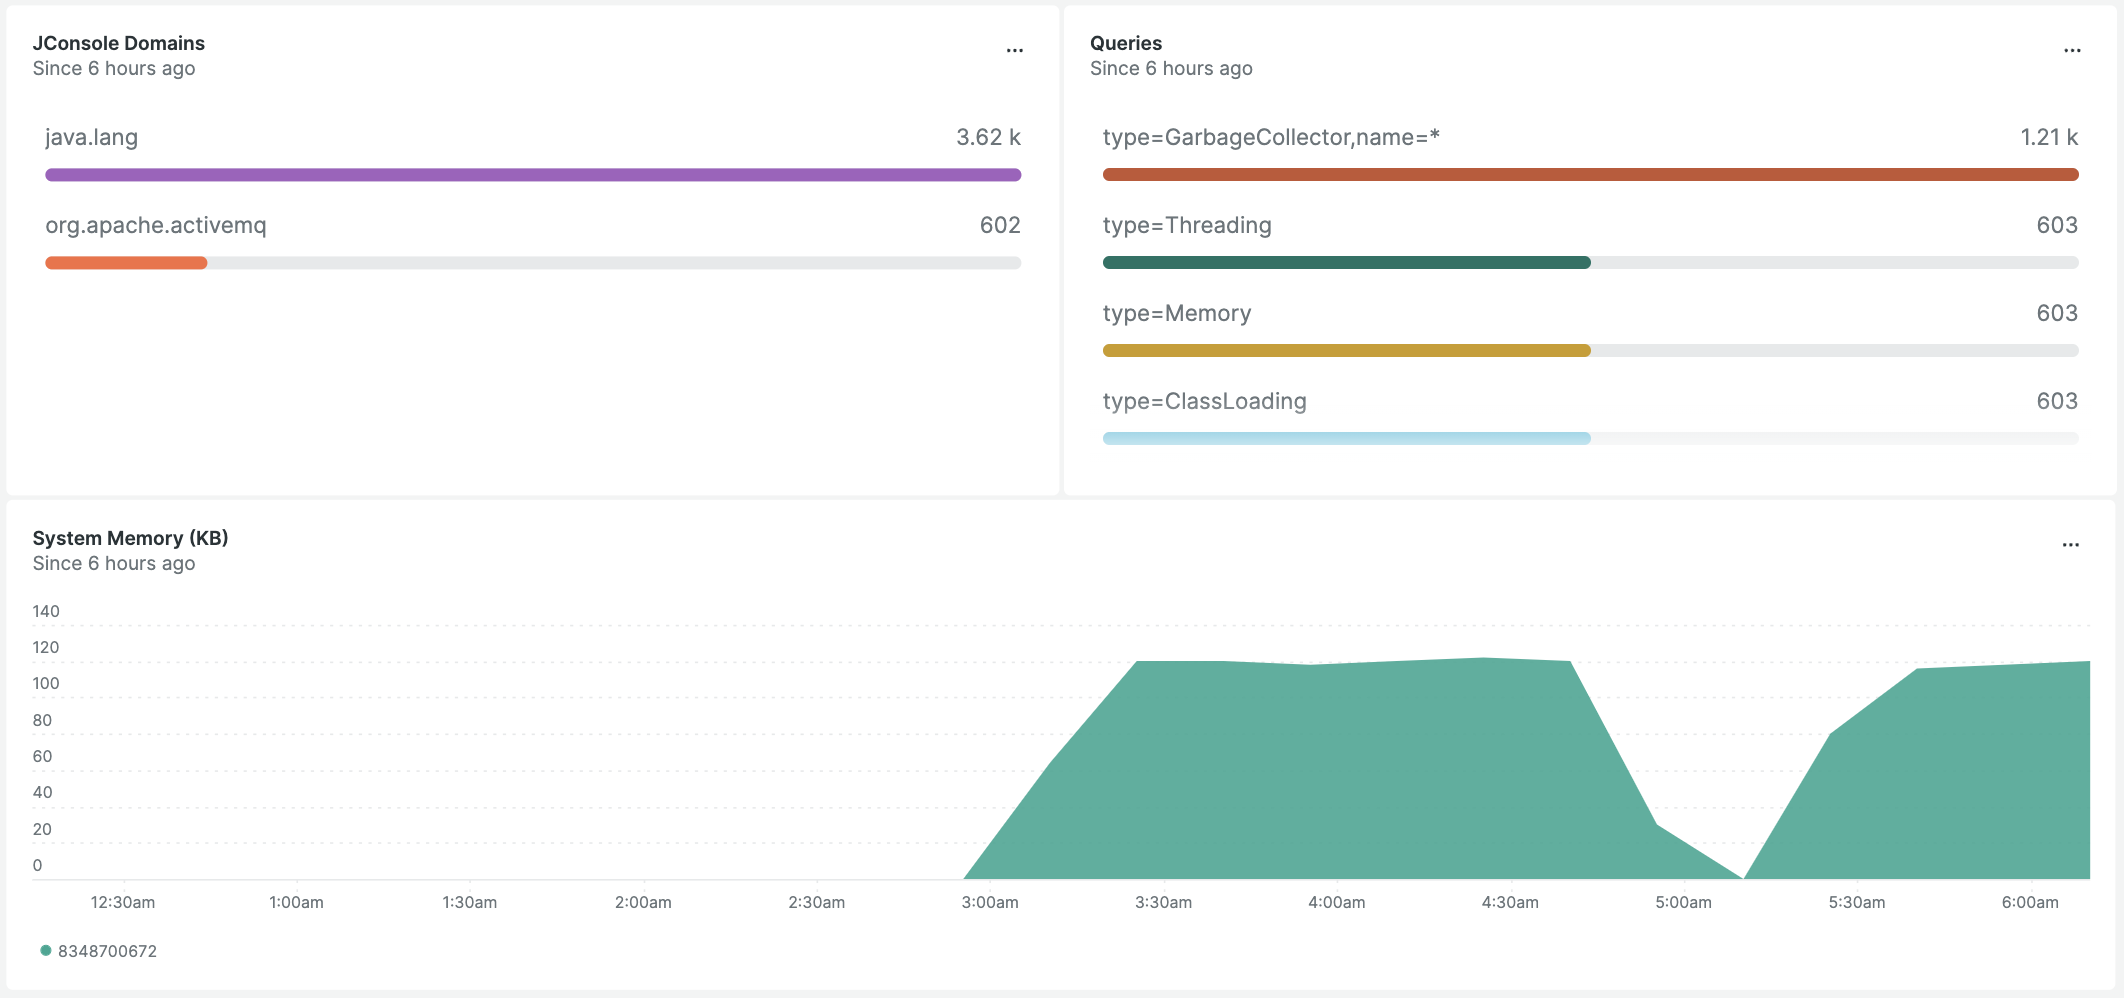 JConsole Domains
Since 6 hours ago
...
java.lang 3.62 k
org.apache.activemq 602
Queries
Since 6 hours ago
...
type=GarbageCollector,name=* 1.21 k
type=Threading 603
type=Memory 603
type=ClassLoading 603
System Memory (KB)
Since 6 hours ago
...
140
120
100
80
60
40
20
0
12:30am 1:00am 1:30am 2:00am 2:30am 3:00am 3:30am 4:00am 4:30am 5:00am 5:30am 6:00am
8348700672